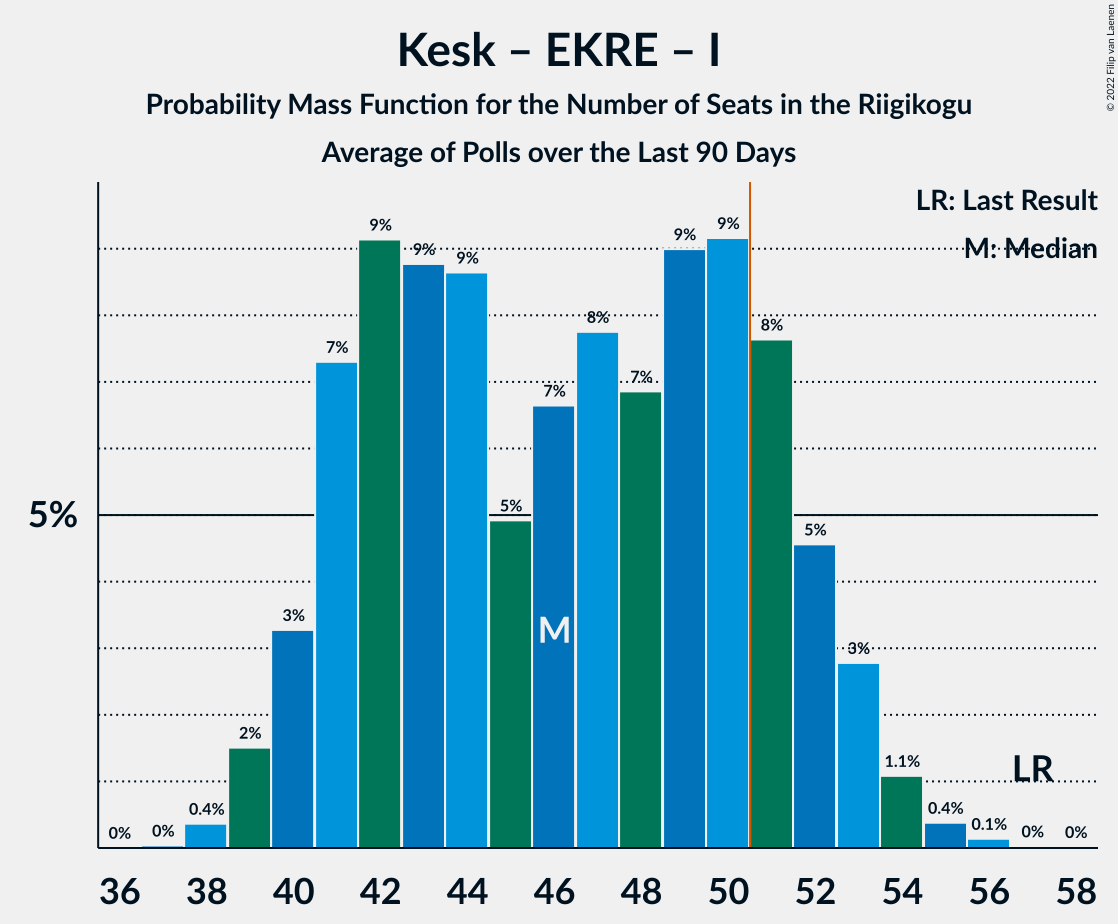 Kesk – EKRE – I
Probability Mass Function for the Number of Seats in the Riigikogu
Average of Polls over the Last 90 Days
© 2022 Filip van Laenen
LR: Last Result
M: Median
5%
0% 0% 0.4% 2% 3% 7% 9% 9% 9% 5% 7% 8% 7% 9% 9% 8% 5% 3% 1.1% 0.4% 0.1% 0% 0%
M
LR
36 38 40 42 44 46 48 50 52 54 56 58